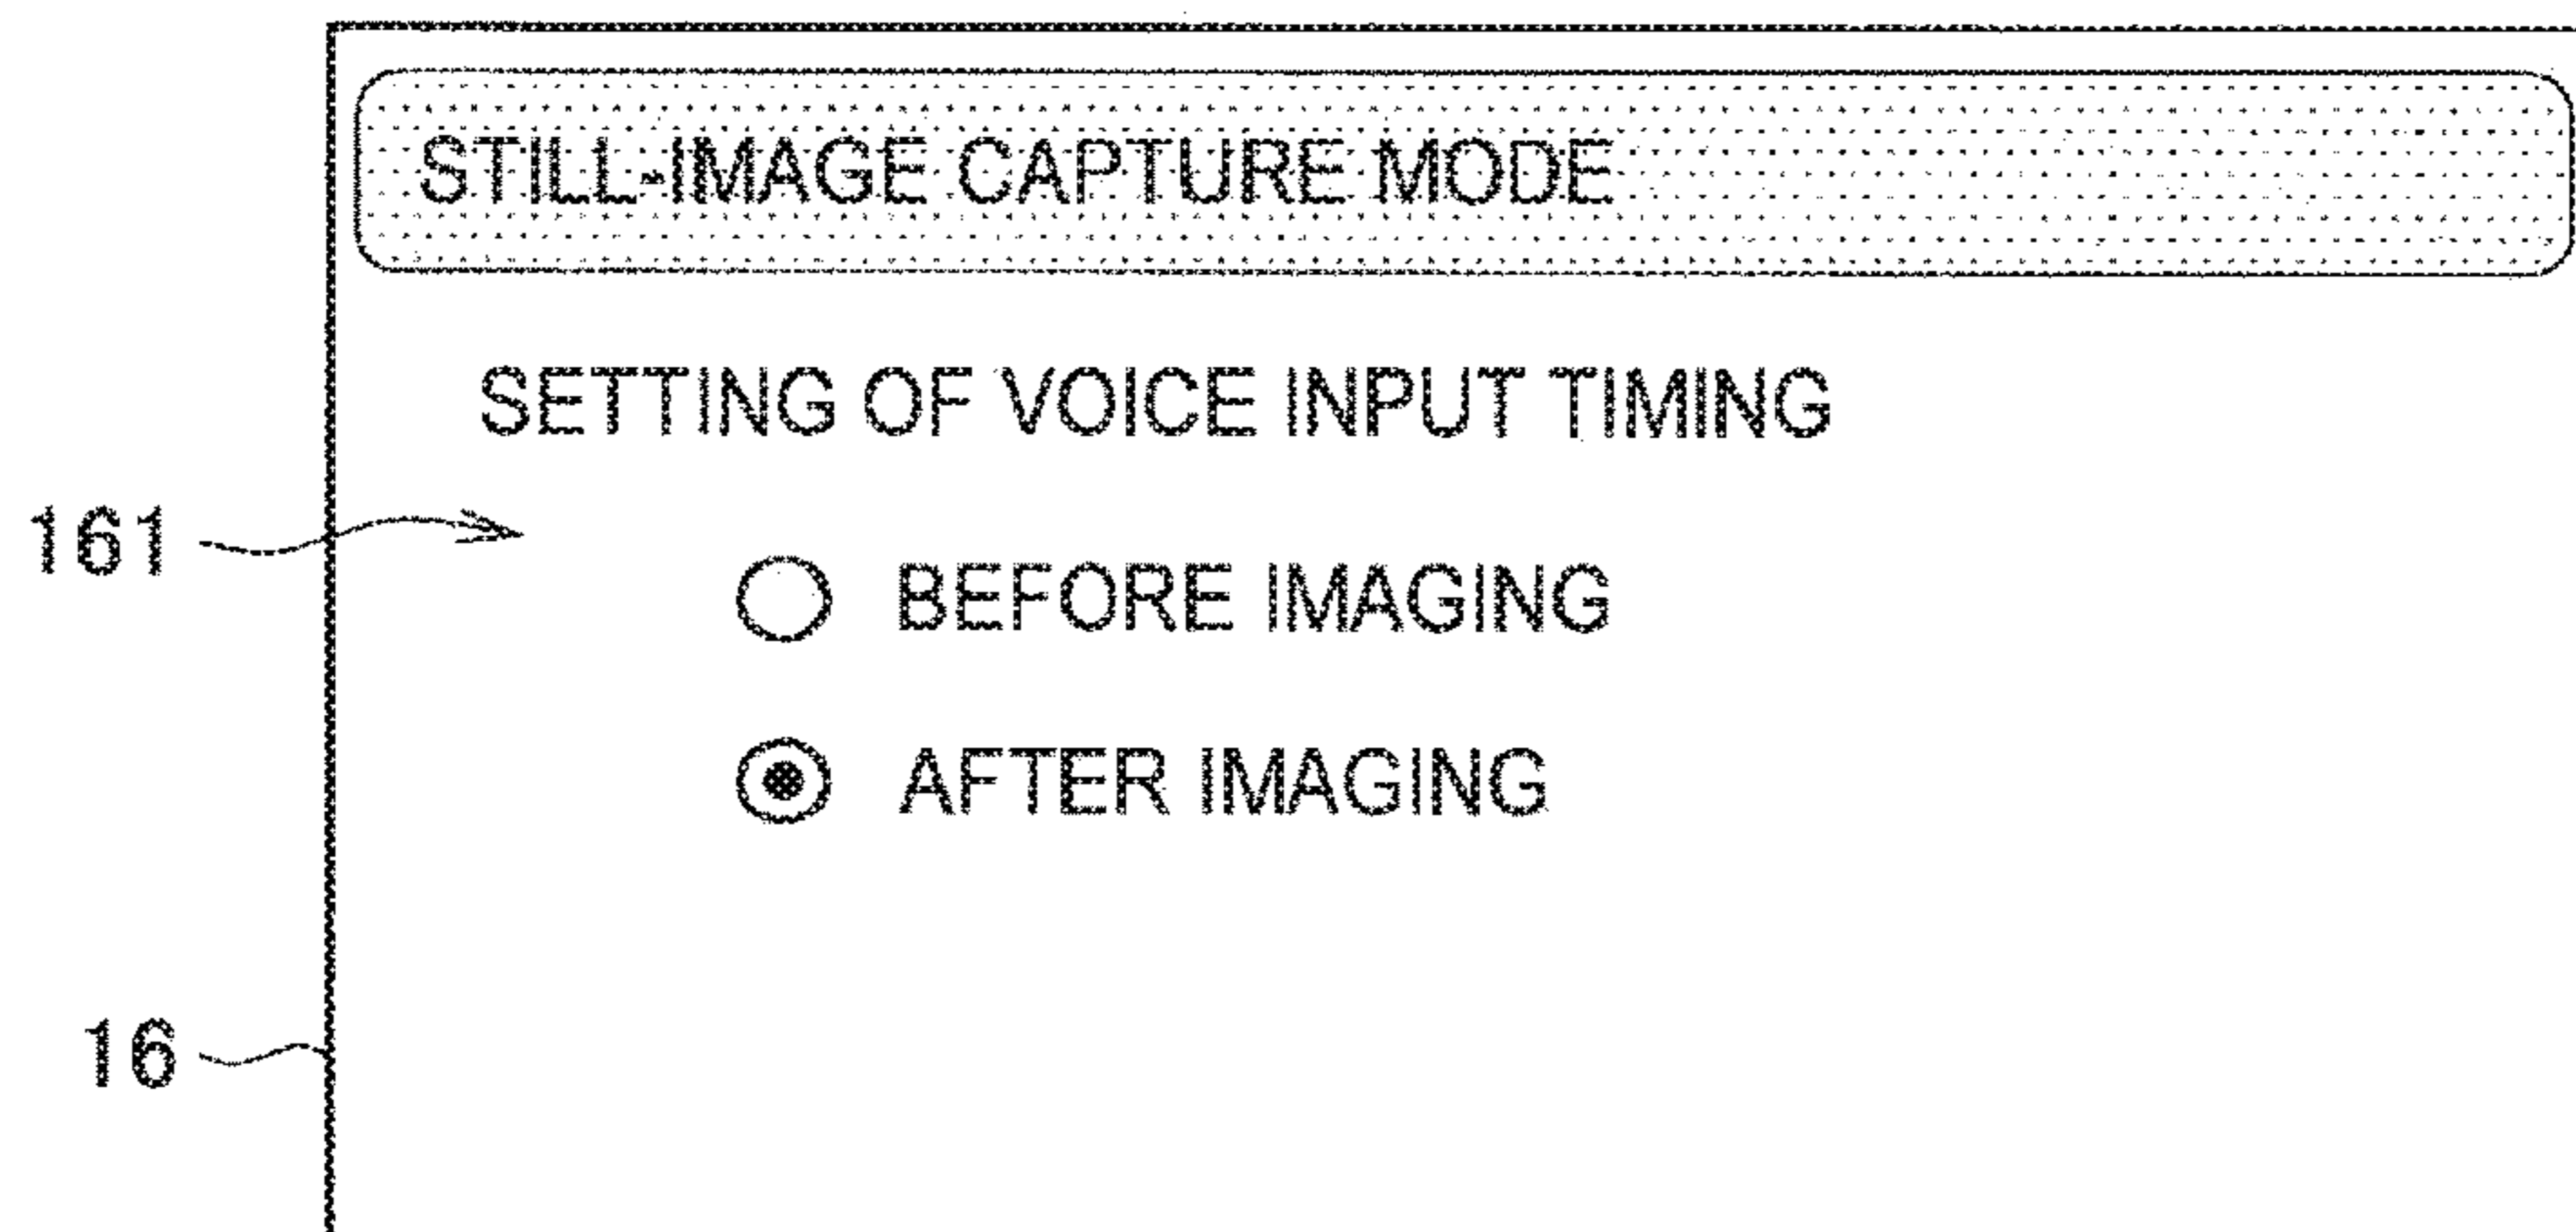 STILL-IMAGE CAPTURE MODE
SETTING OF VOICE INPUT TIMING
161
BEFORE IMAGING
AFTER IMAGING
16